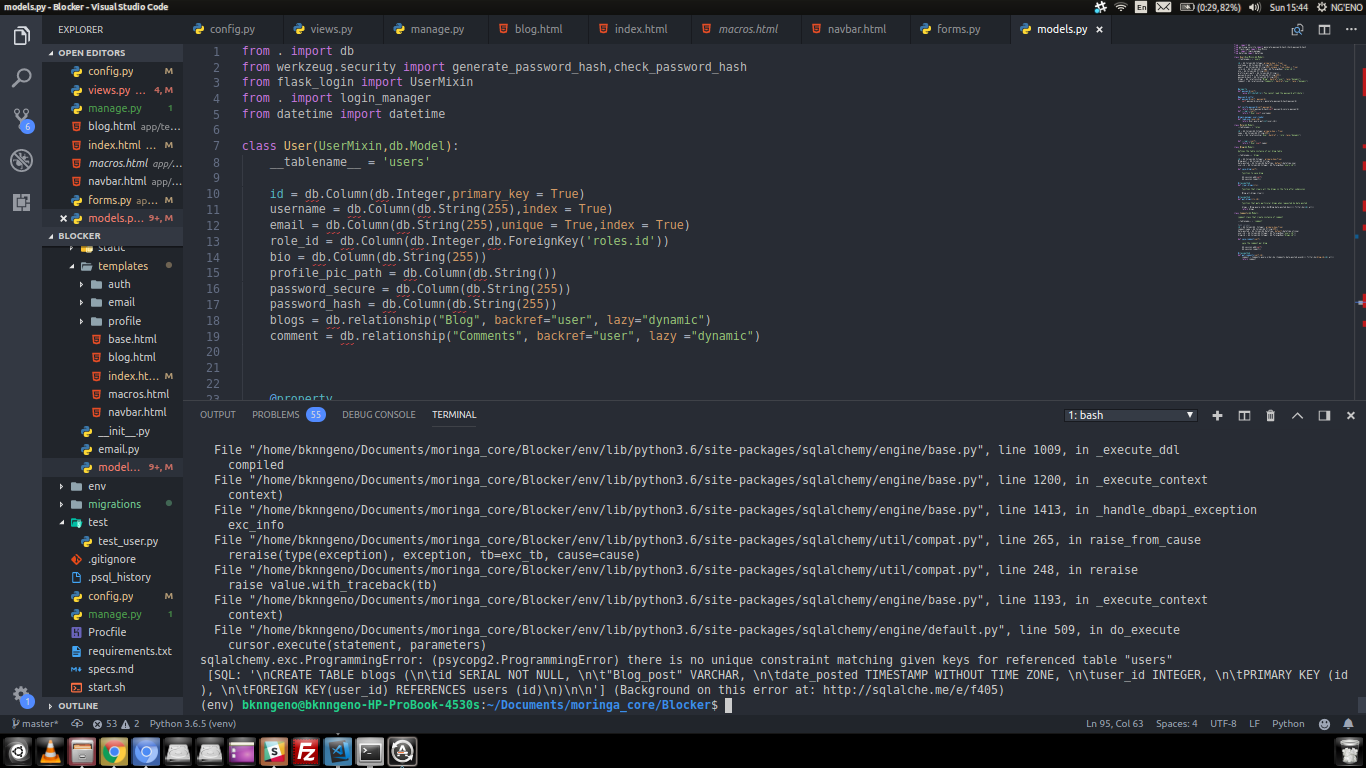 models.py - Blocker - Visual Studio Code
En
(0:29, 82%)
Sun 15:44
NG'ENO
EXPLORER
config.py
views.py
manage.py
blog.html
index.html
macros.html
navbar.html
forms.py
models.py
OPEN EDITORS
config.py M
views.py ... 4, M
manage.py 1
blog.html app/te...
index.html ... M
macros.html app/...
navbar.html app/...
forms.py ap... M
models.p... 9+, M
BLOCKER
static
templates
auth
email
profile
base.html
blog.html
index.ht... M
macros.html
navbar.html
__init__.py
email.py
model... 9+, M
env
migrations
test
test_user.py
.gitignore
.psql_history
config.py M
manage.py 1
Procfile
requirements.txt
specs.md
start.sh
OUTLINE
6
1
1 from . import db
2 from werkzeug.security import generate_password_hash,check_password_hash
3 from flask_login import UserMixin
4 from . import login_manager
5 from datetime import datetime
6
7 class User(UserMixin,db.Model):
8 __tablename__ = 'users'
9
10 id = db.Column(db.Integer,primary_key = True)
11 username = db.Column(db.String(255),index = True)
12 email = db.Column(db.String(255),unique = True,index = True)
13 role_id = db.Column(db.Integer,db.ForeignKey('roles.id'))
14 bio = db.Column(db.String(255))
15 profile_pic_path = db.Column(db.String())
16 password_secure = db.Column(db.String(255))
17 password_hash = db.Column(db.String(255))
18 blogs = db.relationship("Blog", backref="user", lazy="dynamic")
19 comment = db.relationship("Comments", backref="user", lazy ="dynamic")
20
21
22
23 @property
OUTPUT PROBLEMS 55 DEBUG CONSOLE TERMINAL 1: bash
File "/home/bknngeno/Documents/moringa_core/Blocker/env/lib/python3.6/site-packages/sqlalchemy/engine/base.py", line 1009, in _execute_ddl
compiled
File "/home/bknngeno/Documents/moringa_core/Blocker/env/lib/python3.6/site-packages/sqlalchemy/engine/base.py", line 1200, in _execute_context
context)
File "/home/bknngeno/Documents/moringa_core/Blocker/env/lib/python3.6/site-packages/sqlalchemy/engine/base.py", line 1413, in _handle_dbapi_exception
exc_info
File "/home/bknngeno/Documents/moringa_core/Blocker/env/lib/python3.6/site-packages/sqlalchemy/util/compat.py", line 265, in raise_from_cause
reraise(type(exception), exception, tb=exc_tb, cause=cause)
File "/home/bknngeno/Documents/moringa_core/Blocker/env/lib/python3.6/site-packages/sqlalchemy/util/compat.py", line 248, in reraise
raise value.with_traceback(tb)
File "/home/bknngeno/Documents/moringa_core/Blocker/env/lib/python3.6/site-packages/sqlalchemy/engine/base.py", line 1193, in _execute_context
context)
File "/home/bknngeno/Documents/moringa_core/Blocker/env/lib/python3.6/site-packages/sqlalchemy/engine/default.py", line 509, in do_execute
cursor.execute(statement, parameters)
sqlalchemy.exc.ProgrammingError: (psycopg2.ProgrammingError) there is no unique constraint matching given keys for referenced table "users"
[SQL: '\nCREATE TABLE blogs (\n\tid SERIAL NOT NULL, \n\t"Blog_post" VARCHAR, \n\tdate_posted TIMESTAMP WITHOUT TIME ZONE, \n\tuser_id INTEGER, \n\tPRIMARY KEY (id
), \n\tFOREIGN KEY(user_id) REFERENCES users (id)\n)\n\n'] (Background on this error at: http://sqlalche.me/e/f405)
(env) bknngeno@bknngeno-HP-ProBook-4530s:~/Documents/moringa_core/Blocker$
master* 53 2 Python 3.6.5 (venv) Ln 95, Col 63 Spaces: 4 UTF-8 LF Python